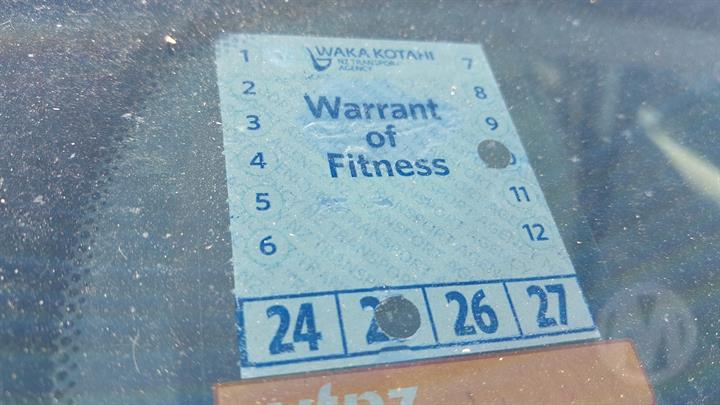 WAKA KOTAHI
NZ TRANSPORT
AGENCY
1 7
2 8
Warrant
3 9
of
4
Fitness
5 11
6 12
24 26 27
vtnz